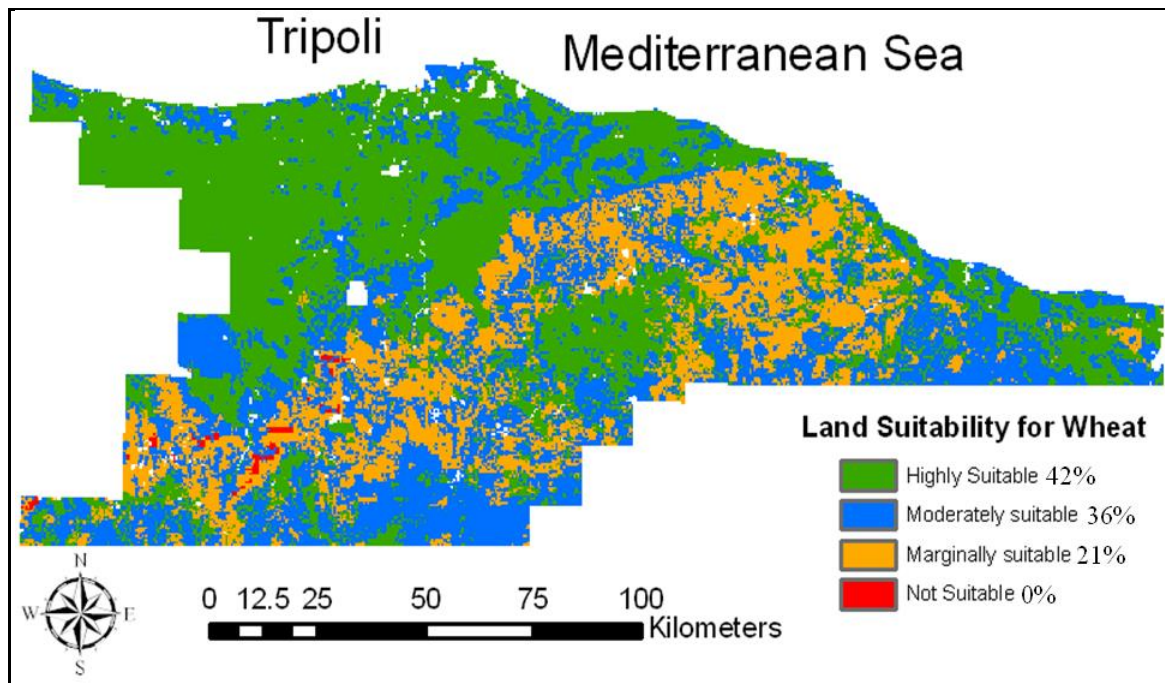 Tripoli
Mediterranean Sea
Land Suitability for Wheat
Highly Suitable 42%
Moderately suitable 36%
Marginally suitable 21%
Not Suitable 0%
N
W E
S
0 12.5 25 50 75 100
Kilometers